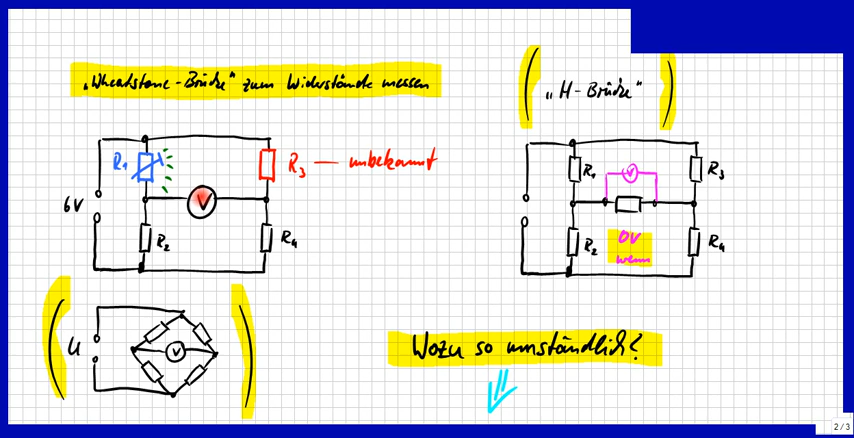 „Wheatstone-Brücke" zum Widerstände messen
( „H-Brücke" )
R1
R3 — unbekannt
V
6V
R2
R4
V
R1
R3
R2
R4
0V
wenn
U
V
Wozu so umständlich?
2/3